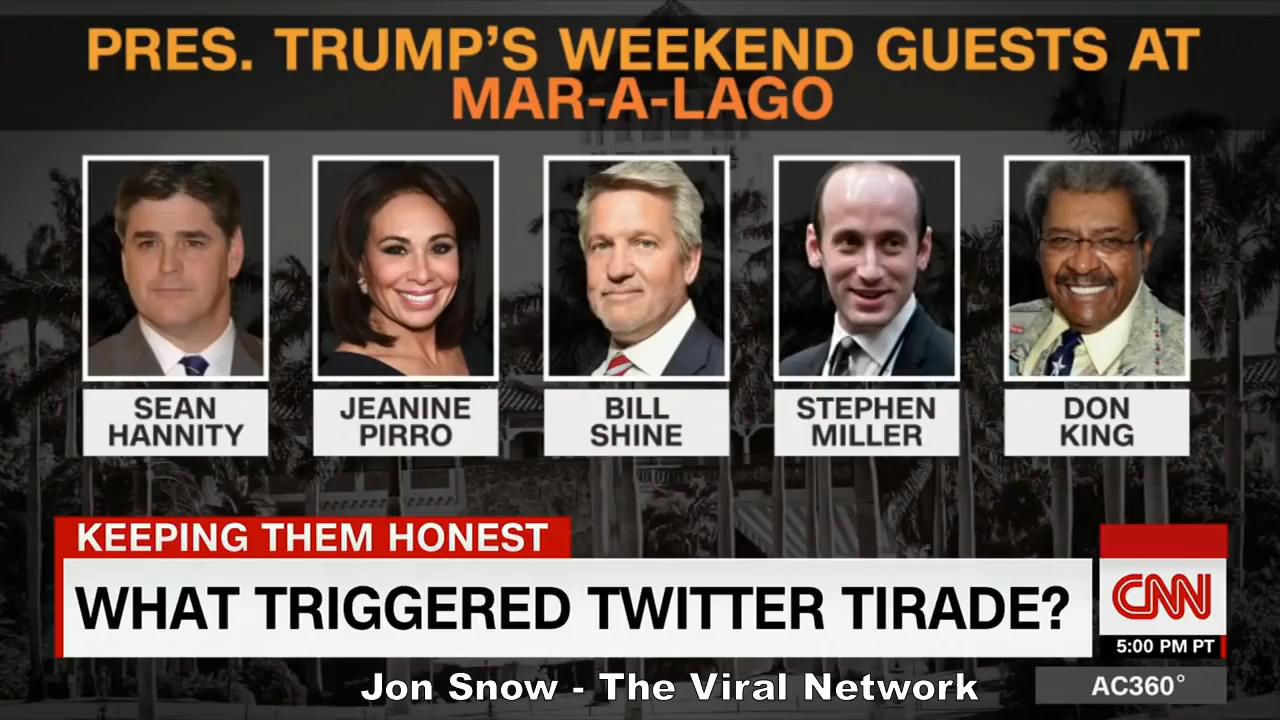 PRES. TRUMP'S WEEKEND GUESTS AT
MAR-A-LAGO
SEAN
HANNITY
JEANINE
PIRRO
BILL
SHINE
STEPHEN
MILLER
DON
KING
KEEPING THEM HONEST
WHAT TRIGGERED TWITTER TIRADE?
CNN
5:00 PM PT
AC360°
Jon Snow - The Viral Network